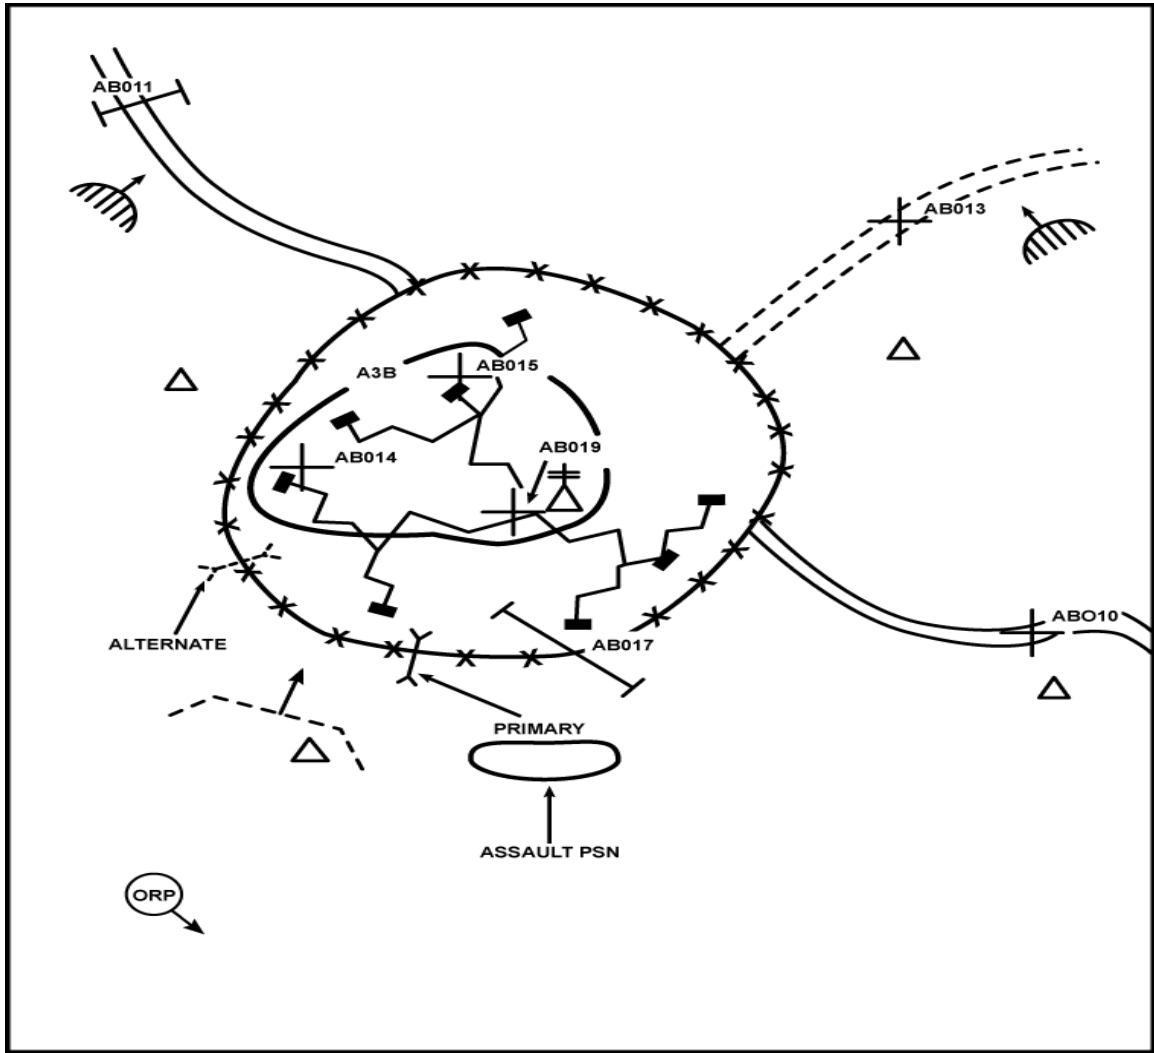 AB011
AB013
A3B
AB015
AB019
AB014
ABO10
ALTERNATE
AB017
PRIMARY
ASSAULT PSN
ORP